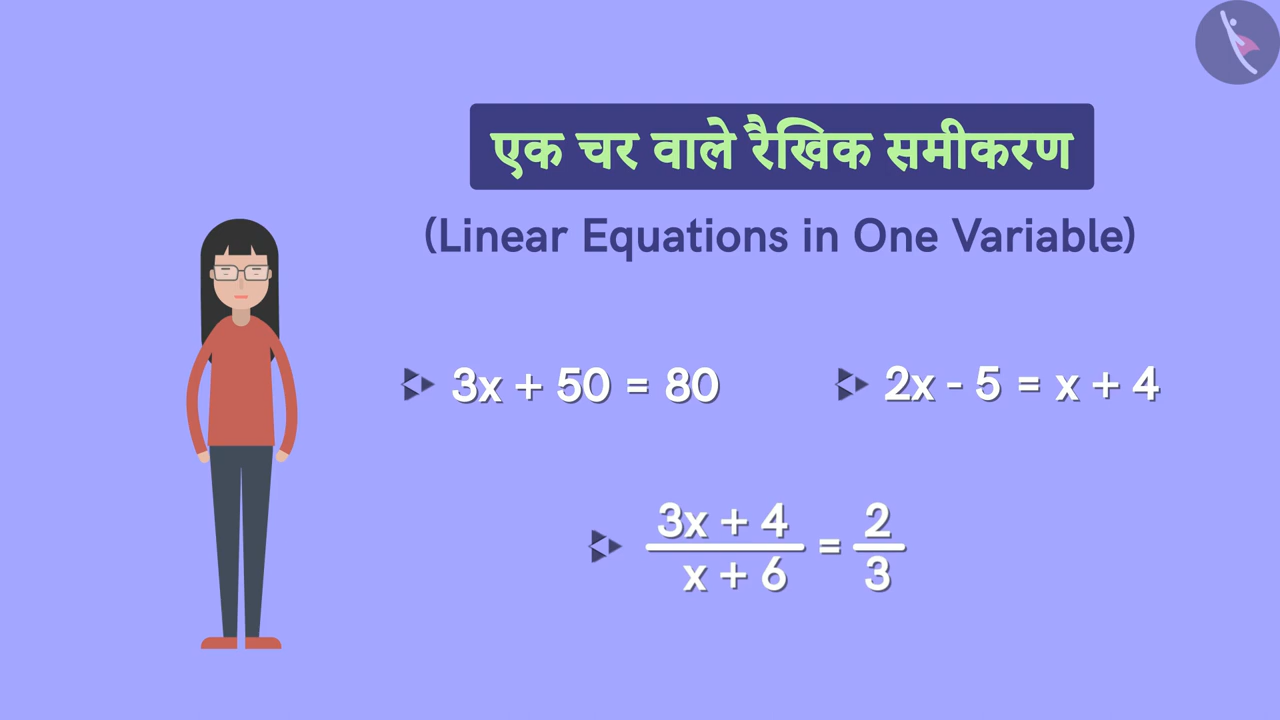 एक चर वाले रैखिक समीकरण
(Linear Equations in One Variable)
3x + 50 = 80
2x - 5 = x + 4
3x + 4
x + 6
=
2
3